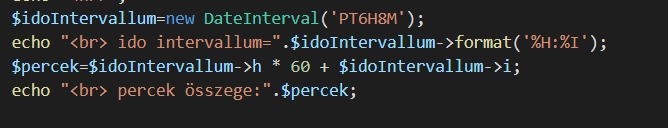 $idoIntervallum=new DateInterval('PT6H8M');
echo "<br> ido intervallum=".$idoIntervallum->format('%H:%I');
$percek=$idoIntervallum->h * 60 + $idoIntervallum->i;
echo "<br> percek összege:".$percek;